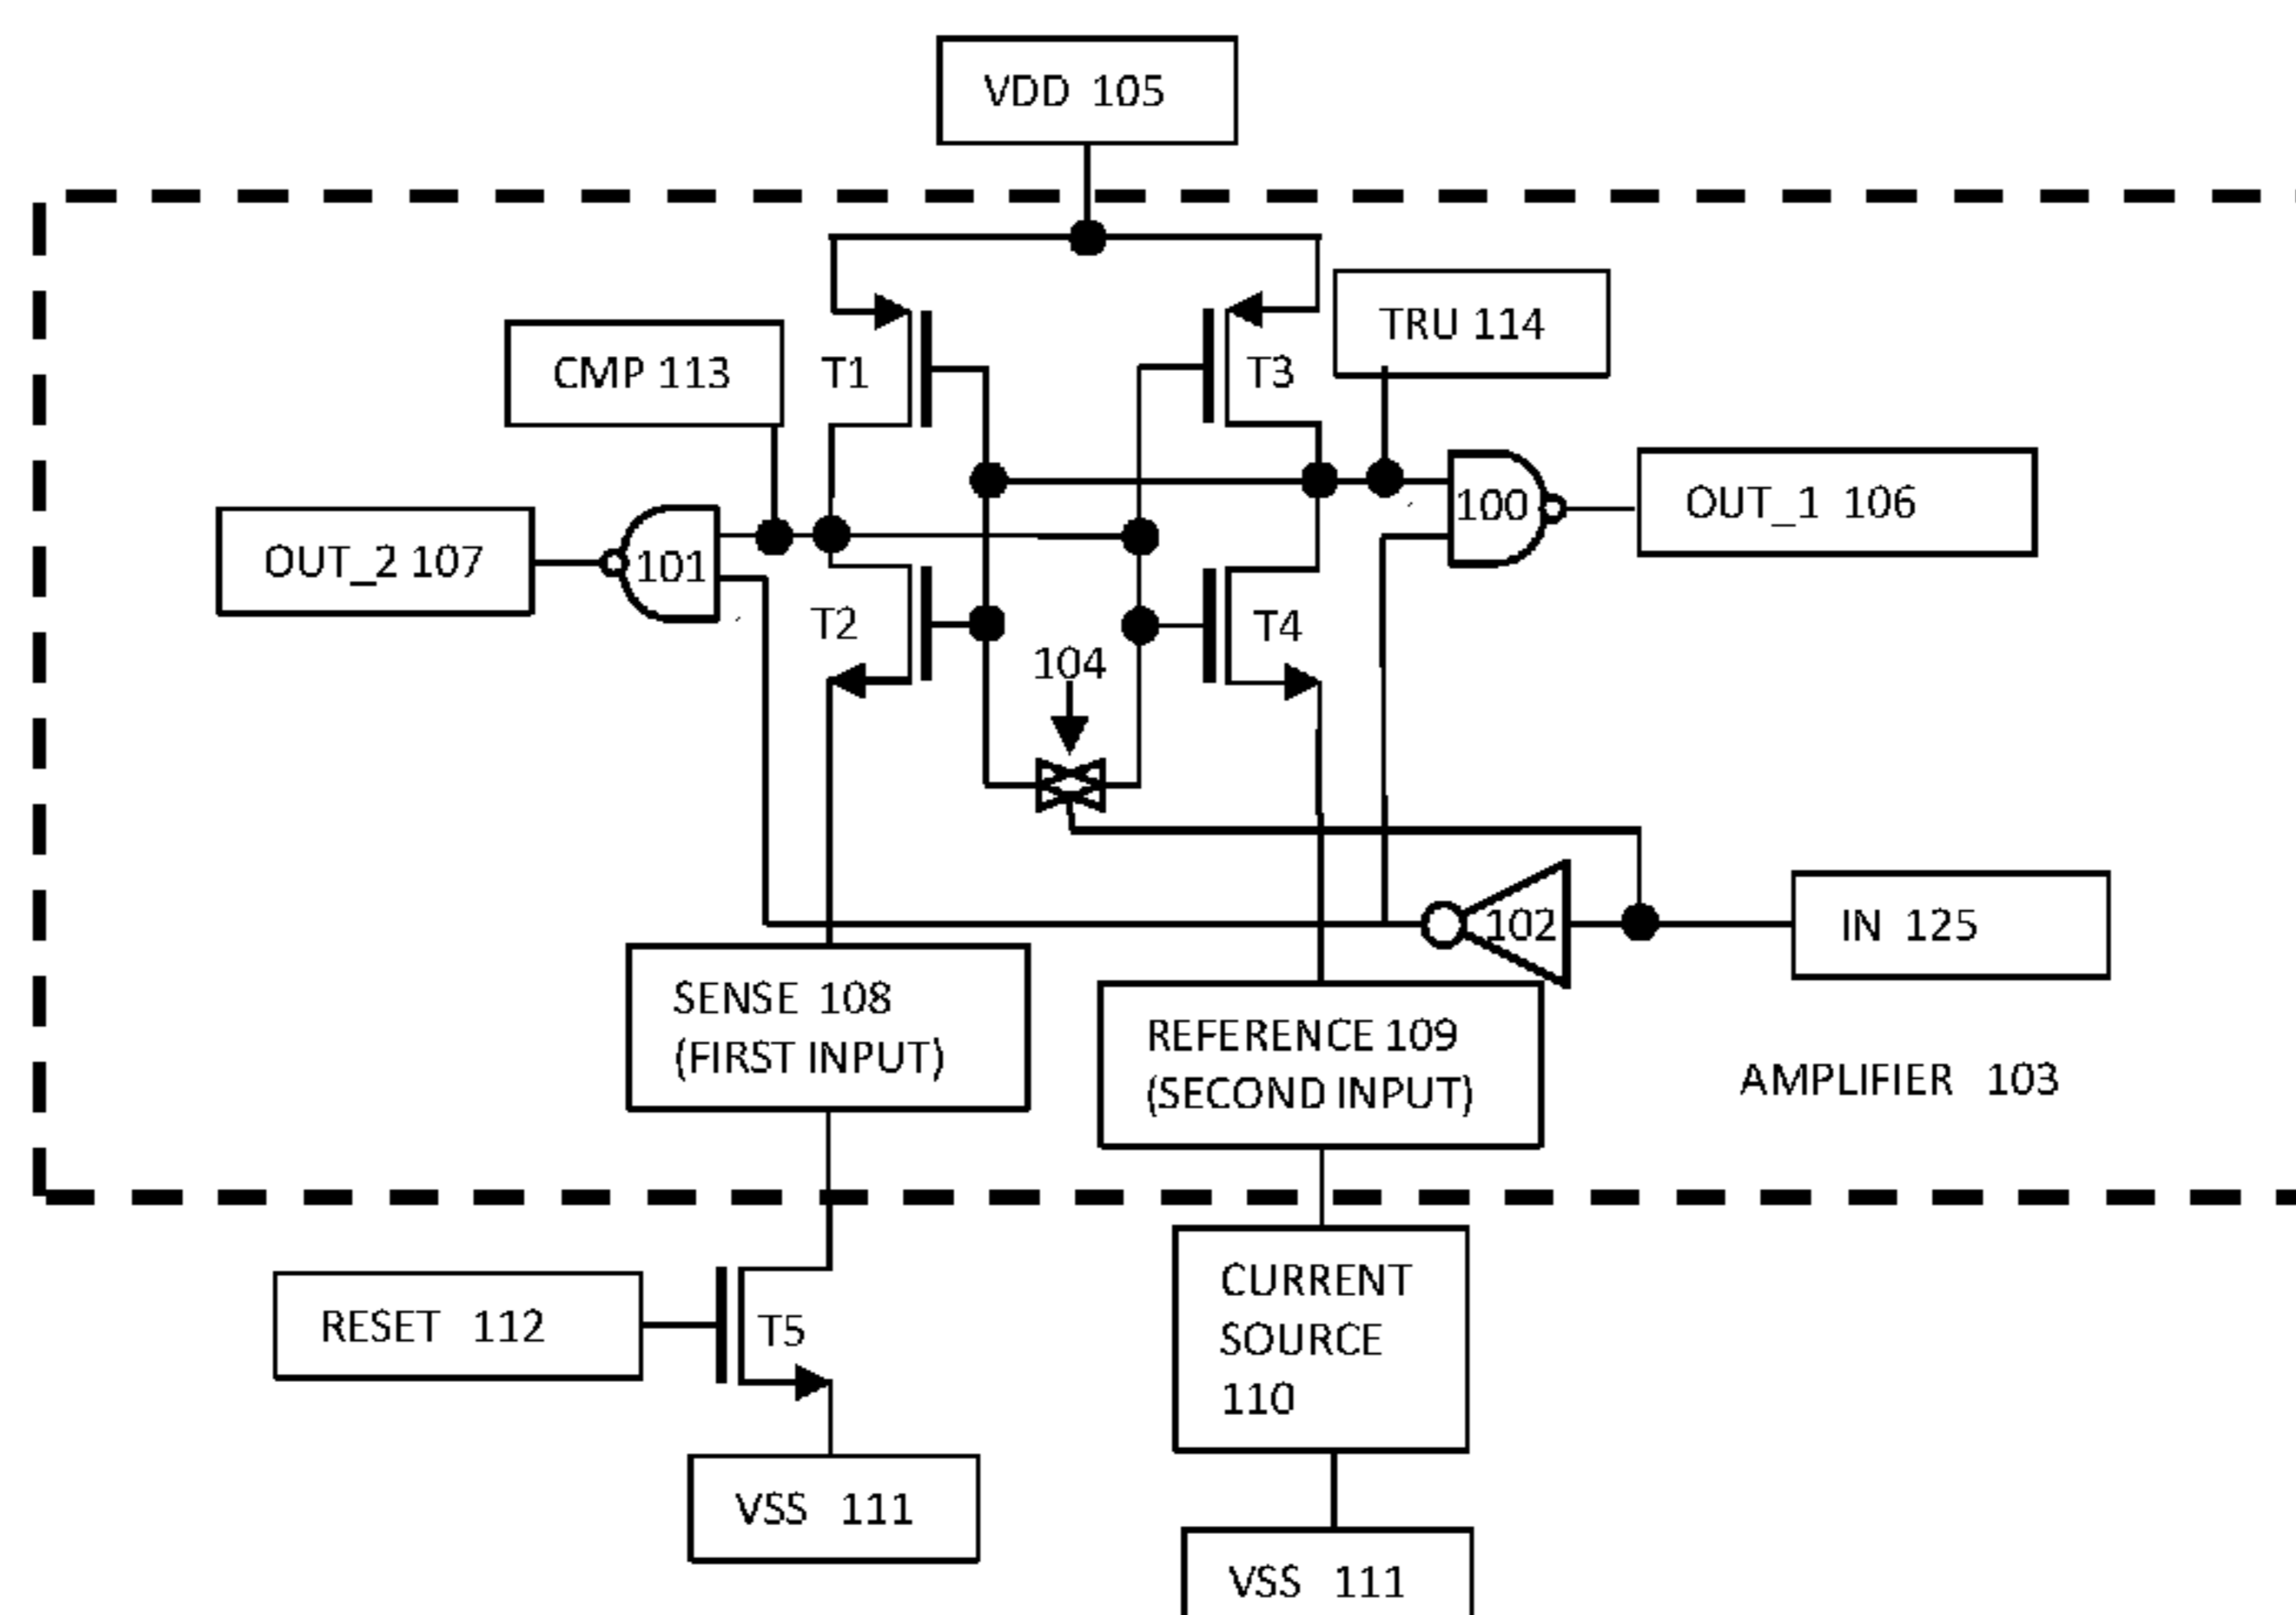 VDD 105
TRU 114
CMP 113
T1
T3
100
OUT_1 106
OUT_2 107
101
T2
T4
104
102
IN 125
SENSE 108
(FIRST INPUT)
REFERENCE 109
(SECOND INPUT)
AMPLIFIER 103
CURRENT
SOURCE
110
RESET 112
T5
VSS 111
VSS 111